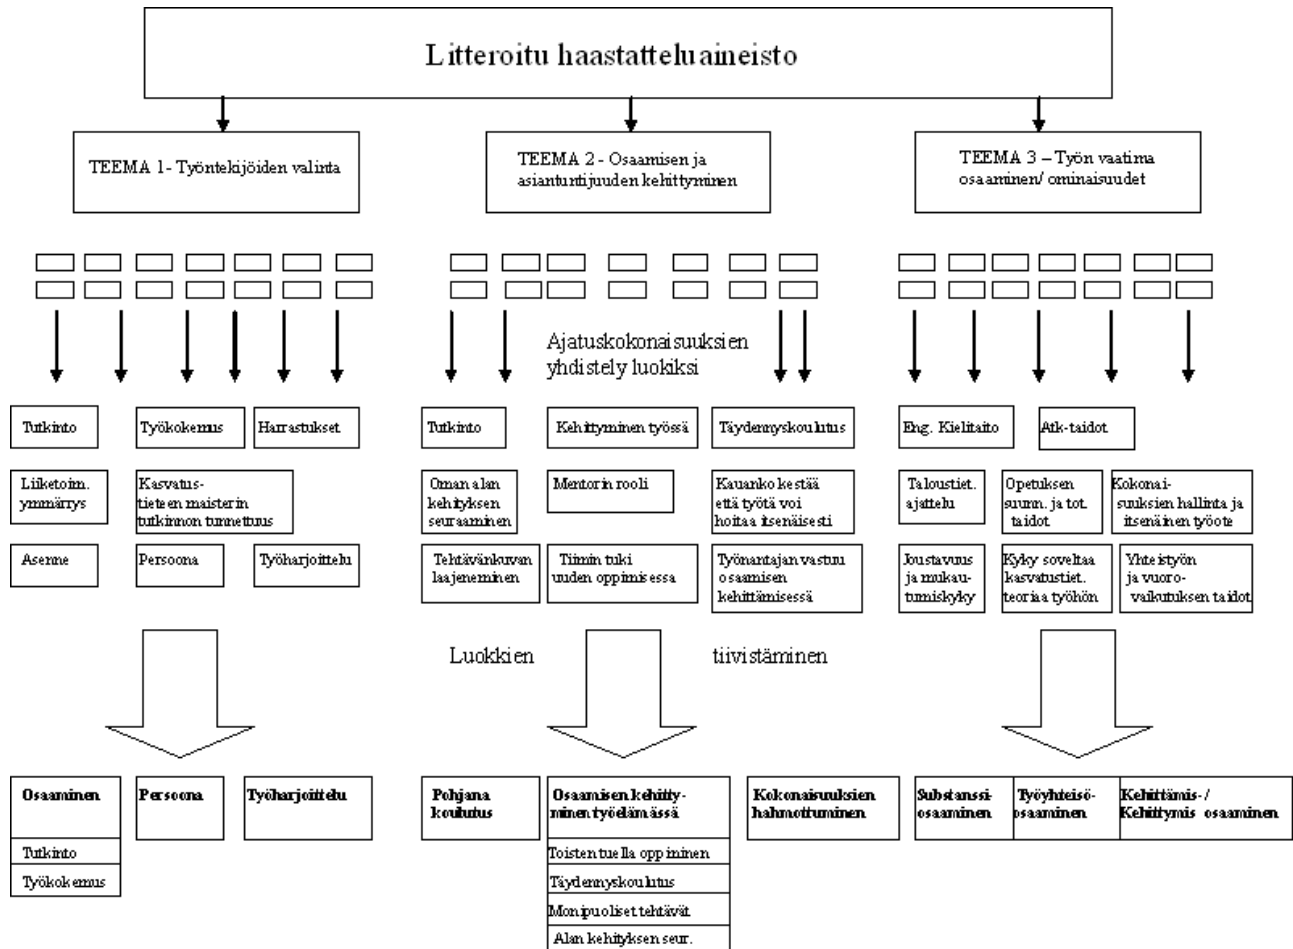 Litteroitu haastatteluaineisto
TEEMA 1- Työntekijöiden valinta
TEEMA 2 - Osaamisen ja
asiantuntijuuden kehittyminen
TEEMA 3 – Työn vaatima
osaaminen/ ominaisuudet
Ajatuskokonaisuuksien
yhdistely luokiksi
Tutkinto
Työkokemus
Harrastukset
Tutkinto
Kehittyminen työssä
Täydennyskoulutus
Eng. Kielitaito
Atk-taidot
Liiketoim.
ymmärrys
Kasvatus-
tieteen maisterin
tutkinnon tunnettuus
Oman alan
kehityksen
seuraaminen
Mentorin rooli
Kauanko kestää
että työtä voi
hoitaa itsenäisesti
Taloustiet.
ajattelu
Opetuksen
suunn. ja tot.
taidot
Kokonai-
suuksien hallinta ja
itsenäinen työote
Asenne
Persoona
Työharjoittelu
Tehtävänkuvan
laajeneminen
Tiimin tuki
uuden oppimisessa
Työnantajan vastuu
osaamisen
kehittämisessä
Joustavuus
ja mukau-
tumiskyky
Kyky soveltaa
kasvatustiet.
teoriaa työhön
Yhteistyön
ja vuoro-
vaikutuksen taidot
Luokkien tiivistäminen
Osaaminen
Tutkinto
Työkokemus
Persoona
Työharjoittelu
Pohjana
koulutus
Osaamisen kehitty-
minen työelämässä
Toisten tuella oppiminen
Täydennyskoulutus
Monipuoliset tehtävät
Alan kehityksen seur.
Kokonaisuuksien
hahmottuminen
Substanssi-
osaaminen
Työyhteisö-
osaaminen
Kehittämis-/
Kehittymis osaaminen